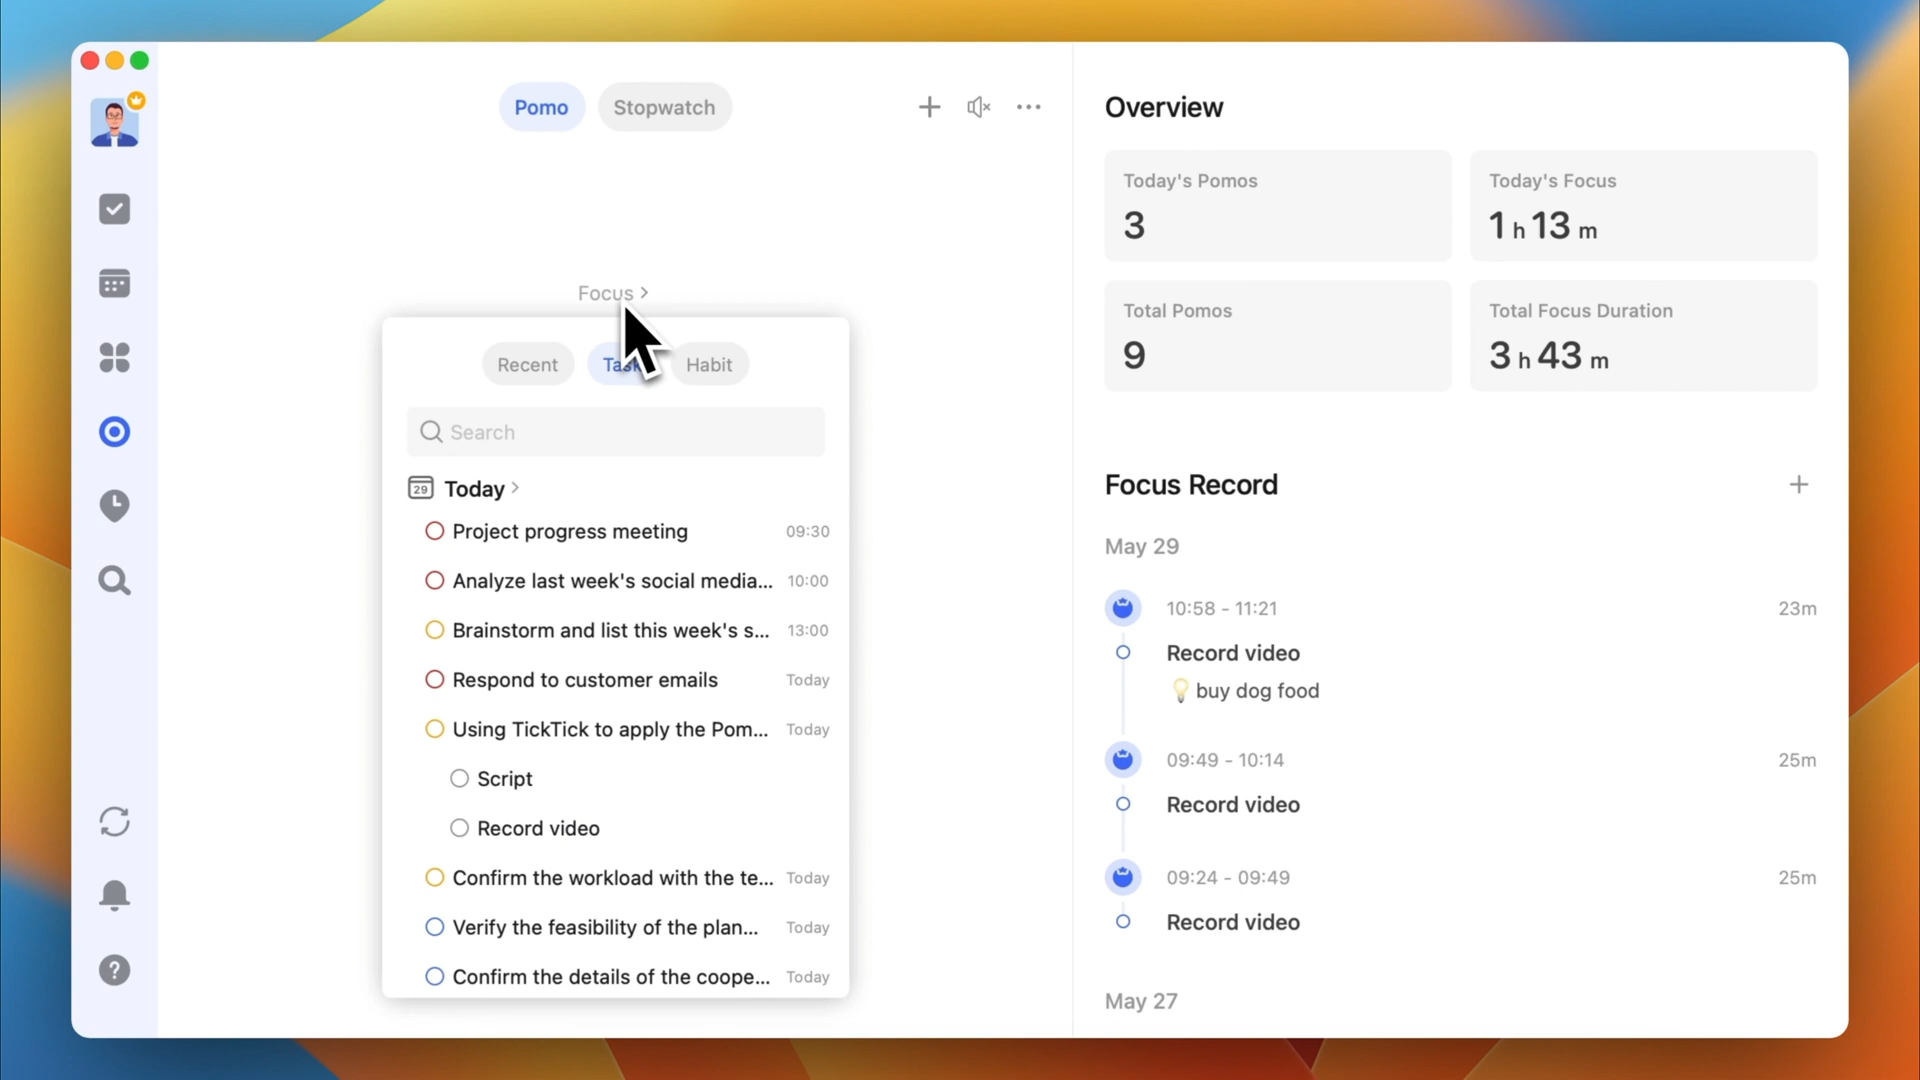 Pomo
Stopwatch
Focus >
Recent
Task
Habit
Search
29 Today >
Project progress meeting 09:30
Analyze last week's social media... 10:00
Brainstorm and list this week's s... 13:00
Respond to customer emails Today
Using TickTick to apply the Pom... Today
Script
Record video
Confirm the workload with the te... Today
Verify the feasibility of the plan... Today
Confirm the details of the coope... Today
Overview
Today's Pomos
3
Today's Focus
1 h 13 m
Total Pomos
9
Total Focus Duration
3 h 43 m
Focus Record
May 29
10:58 - 11:21 23m
Record video
💡 buy dog food
09:49 - 10:14 25m
Record video
09:24 - 09:49 25m
Record video
May 27